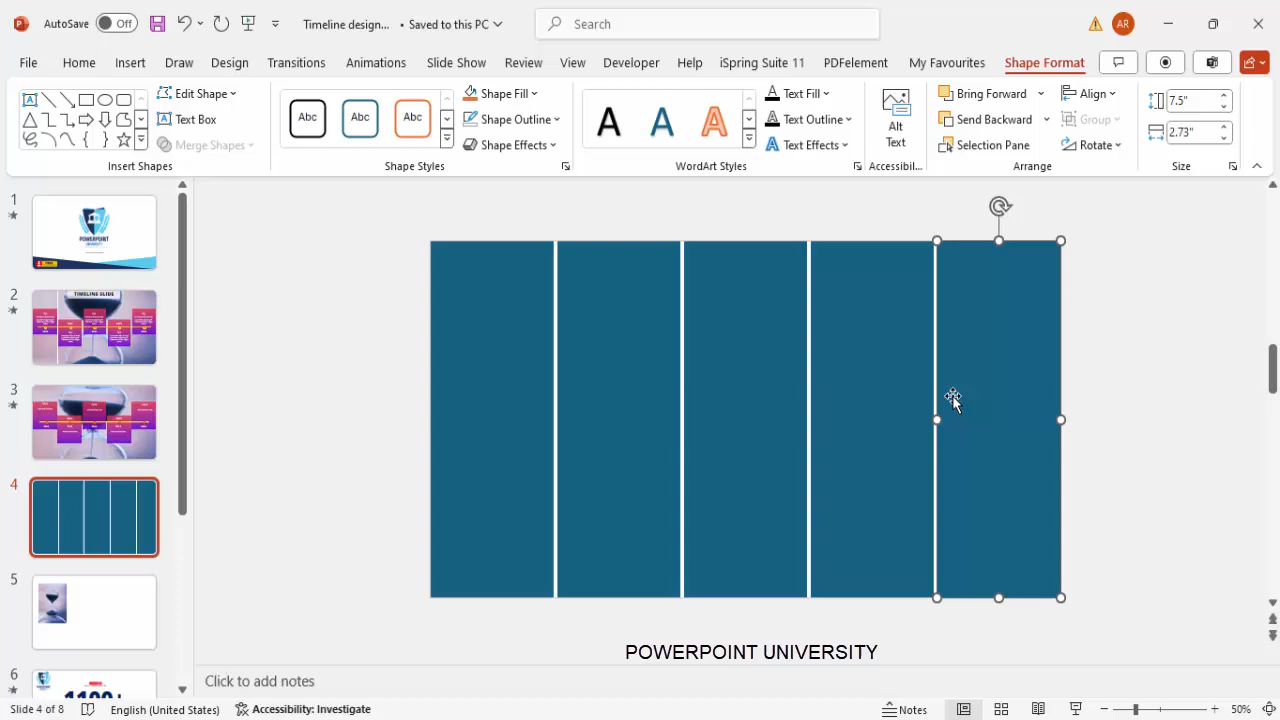 AutoSave Off Timeline design... • Saved to this PC Search AR
File Home Insert Draw Design Transitions Animations Slide Show Review View Developer Help iSpring Suite 11 PDFelement My Favourites Shape Format
Edit Shape
Text Box
Merge Shapes
Insert Shapes
Abc Abc Abc
Shape Fill
Shape Outline
Shape Effects
Shape Styles
A A A
Text Fill
Text Outline
Text Effects
WordArt Styles
Alt
Text
Accessibil...
Bring Forward
Send Backward
Selection Pane
Align
Group
Rotate
Arrange
7.5"
2.73"
Size
1
POWERPOINT
UNIVERSITY
2
TIMELINE SLIDE
3
4
5
6
1100+
POWERPOINT UNIVERSITY
Click to add notes
Slide 4 of 8 English (United States) Accessibility: Investigate Notes 50%